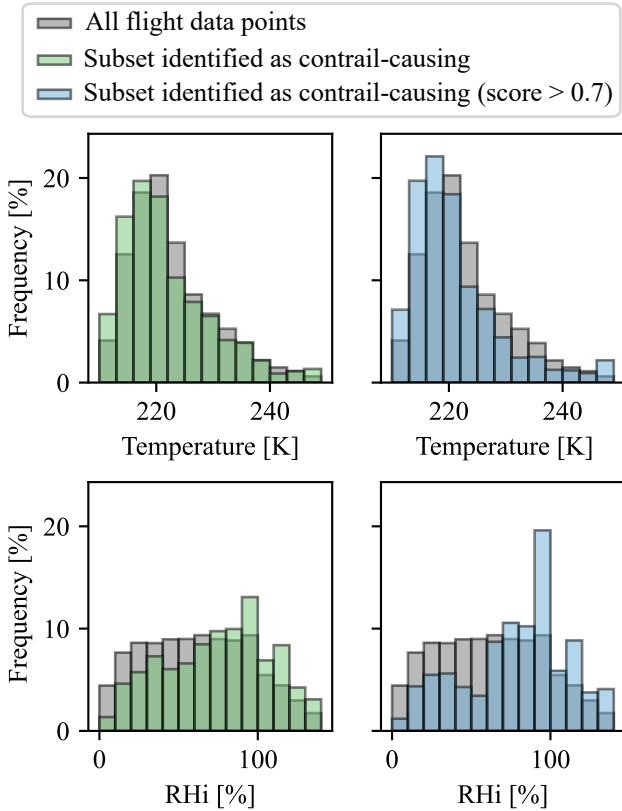 All flight data points
Subset identified as contrail-causing
Subset identified as contrail-causing (score > 0.7)
Frequency [%]
20
10
0
220
240
220
240
Temperature [K]
Temperature [K]
Frequency [%]
20
10
0
0
100
0
100
RHi [%]
RHi [%]